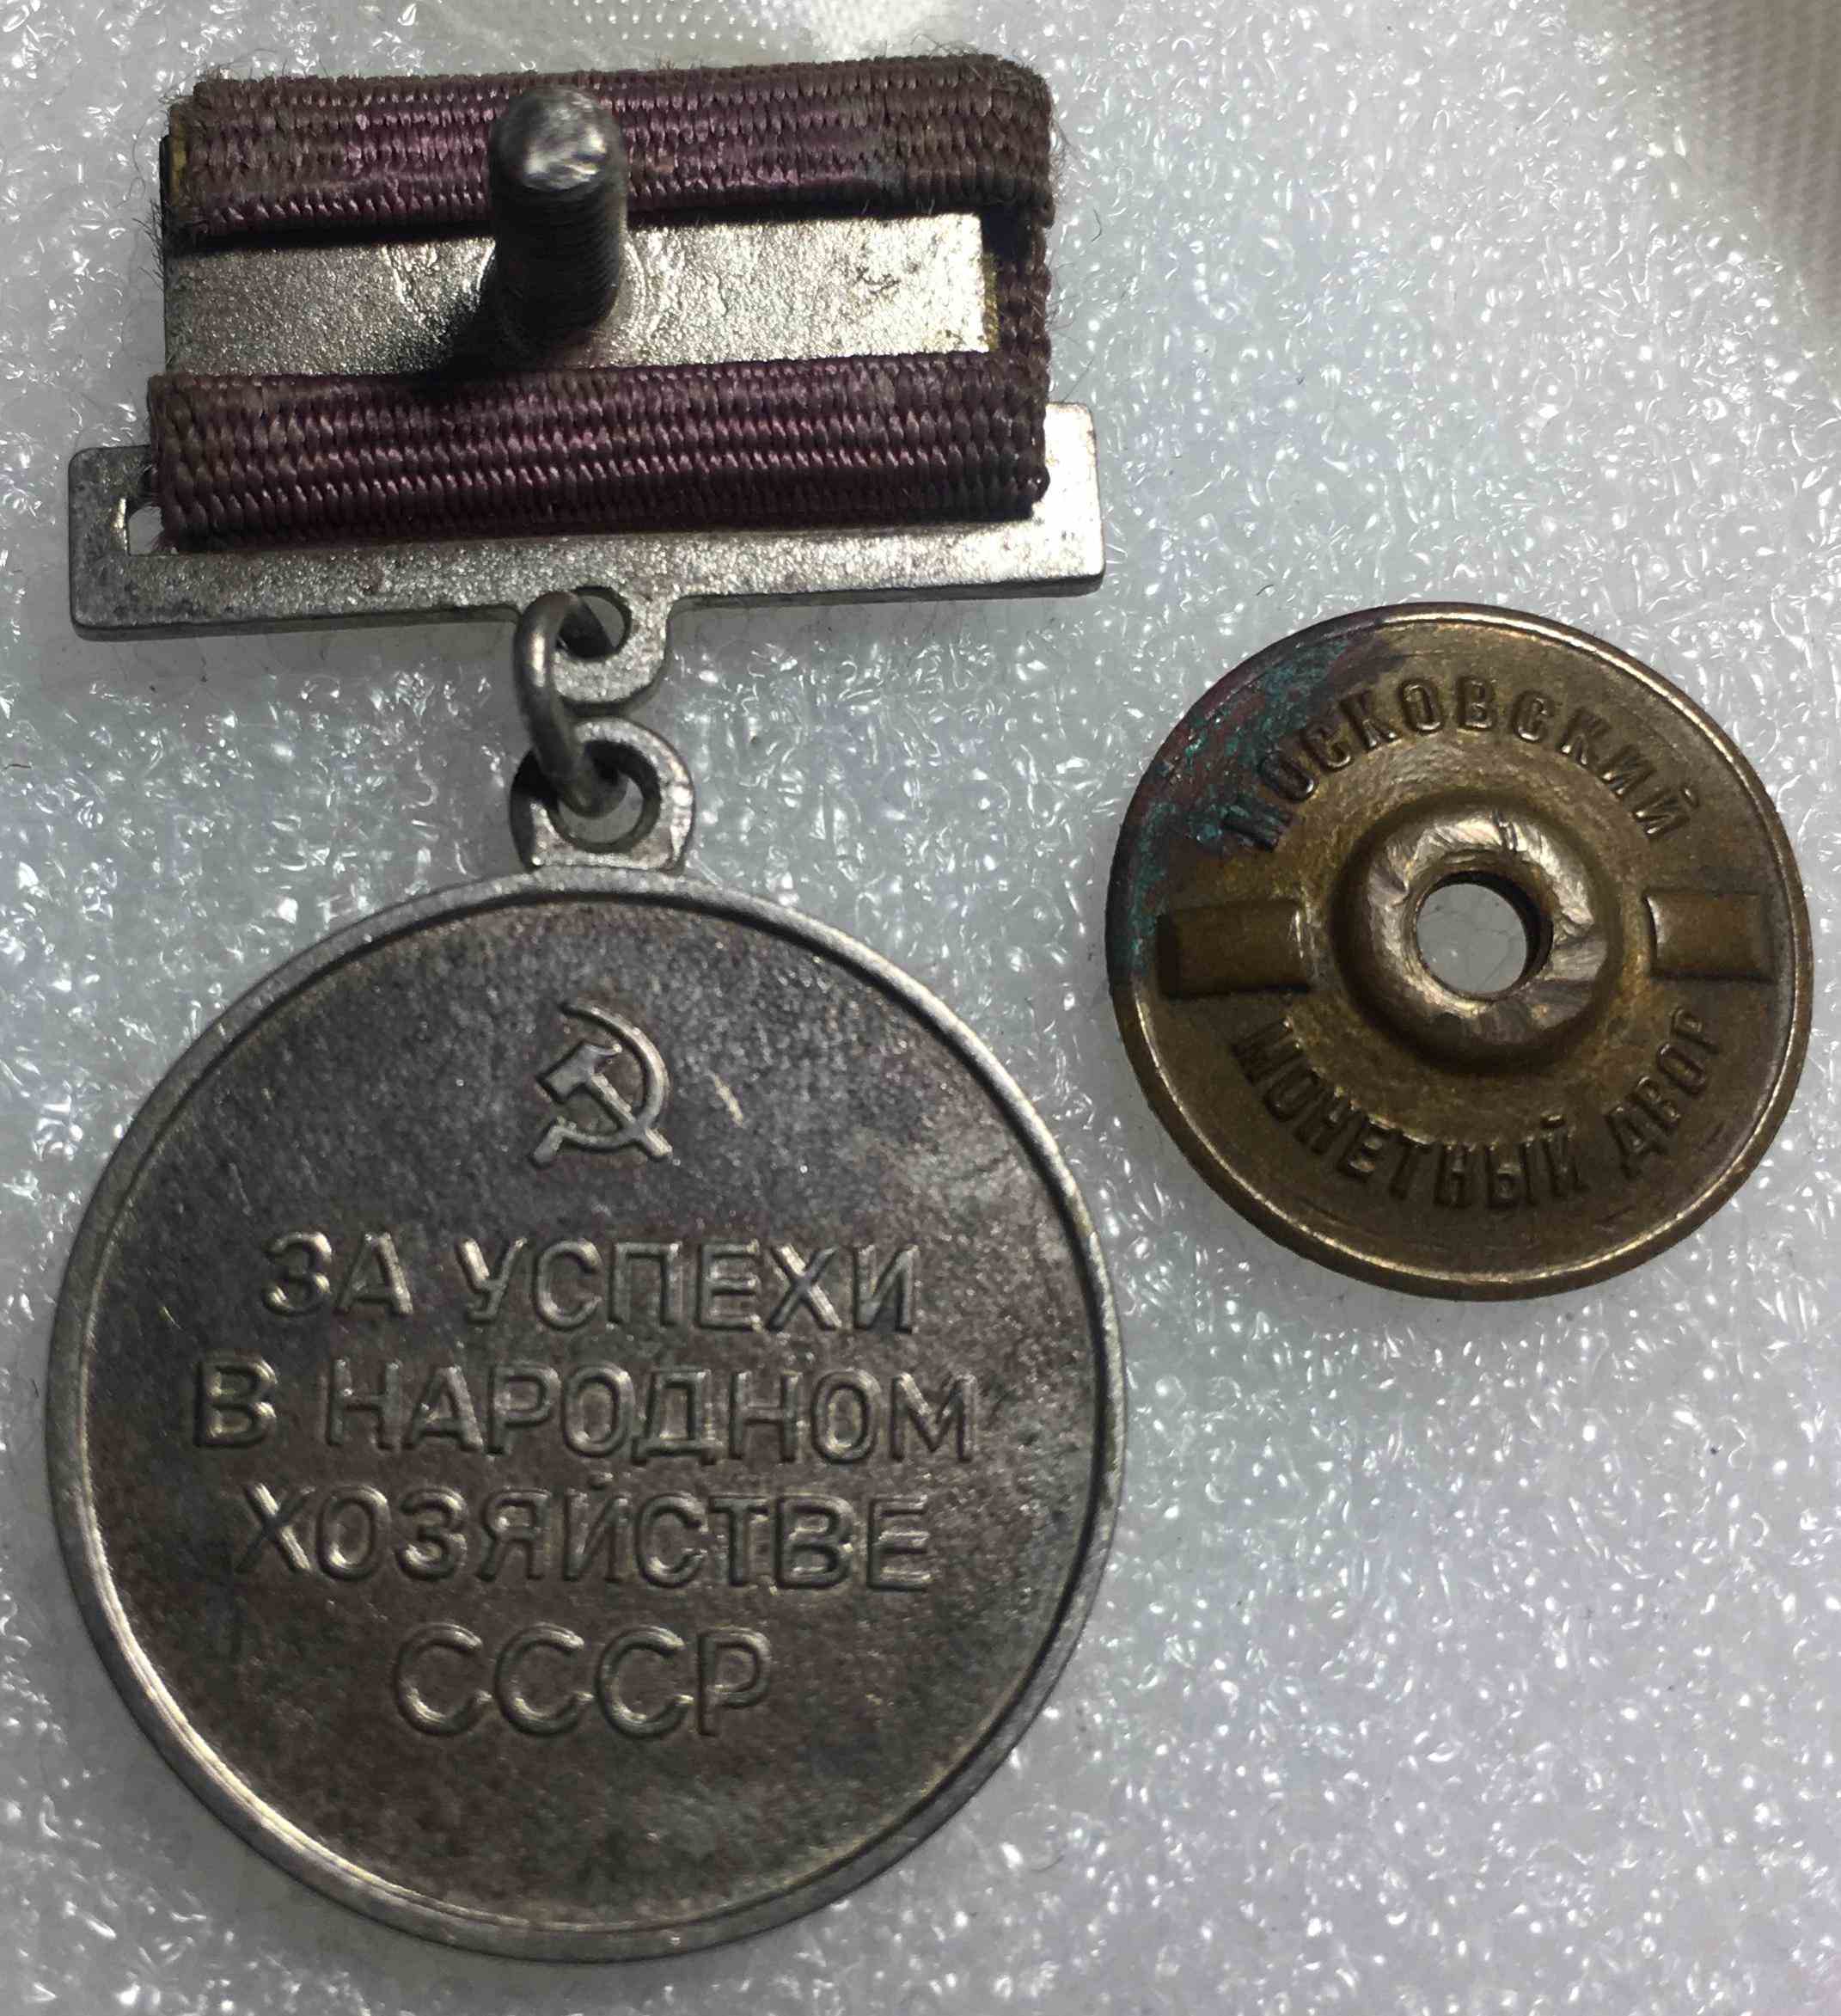 ЗА УСПЕХИ
В НАРОДНОМ
ХОЗЯЙСТВЕ
СССР
МОСКОВСКИЙ
МОНЕТНЫЙ ДВОР